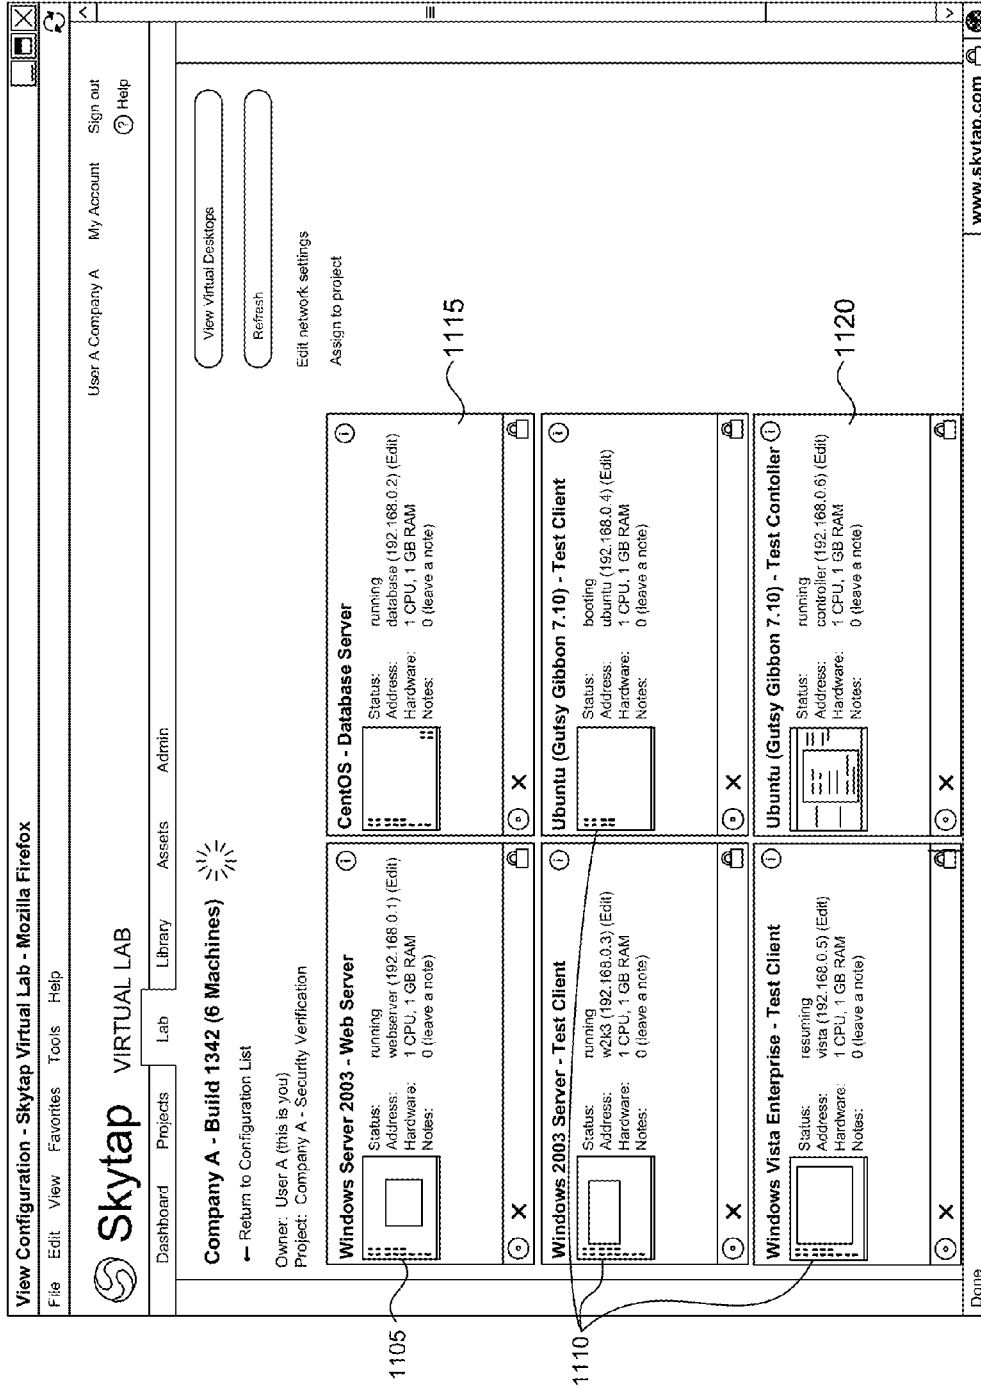 View Configuration - Skytap Virtual Lab - Mozilla Firefox
File Edit View Favorites Tools Help
Skytap VIRTUAL LAB
User A Company A My Account Sign out
? Help
Dashboard Projects Lab Library Assets Admin
Company A - Build 1342 (6 Machines)
← Return to Configuration List
Owner: User A (this is you)
Project: Company A - Security Verification
View Virtual Desktops
Refresh
Edit network settings
Assign to project
Windows Server 2003 - Web Server
Status: running
Address: webserver (192.168.0.1) (Edit)
Hardware: 1 CPU, 1 GB RAM
Notes: 0 (leave a note)
CentOS - Database Server
Status: running
Address: database (192.168.0.2) (Edit)
Hardware: 1 CPU, 1 GB RAM
Notes: 0 (leave a note)
Windows 2003 Server - Test Client
Status: running
Address: w2k3 (192.168.0.3) (Edit)
Hardware: 1 CPU, 1 GB RAM
Notes: 0 (leave a note)
Ubuntu (Gutsy Gibbon 7.10) - Test Client
Status: booting
Address: ubuntu (192.168.0.4) (Edit)
Hardware: 1 CPU, 1 GB RAM
Notes: 0 (leave a note)
Windows Vista Enterprise - Test Client
Status: resuming
Address: vista (192.168.0.5) (Edit)
Hardware: 1 CPU, 1 GB RAM
Notes: 0 (leave a note)
Ubuntu (Gutsy Gibbon 7.10) - Test Contoller
Status: running
Address: controller (192.168.0.6) (Edit)
Hardware: 1 CPU, 1 GB RAM
Notes: 0 (leave a note)
1105
1110
1115
1120
Done
www.skytap.com